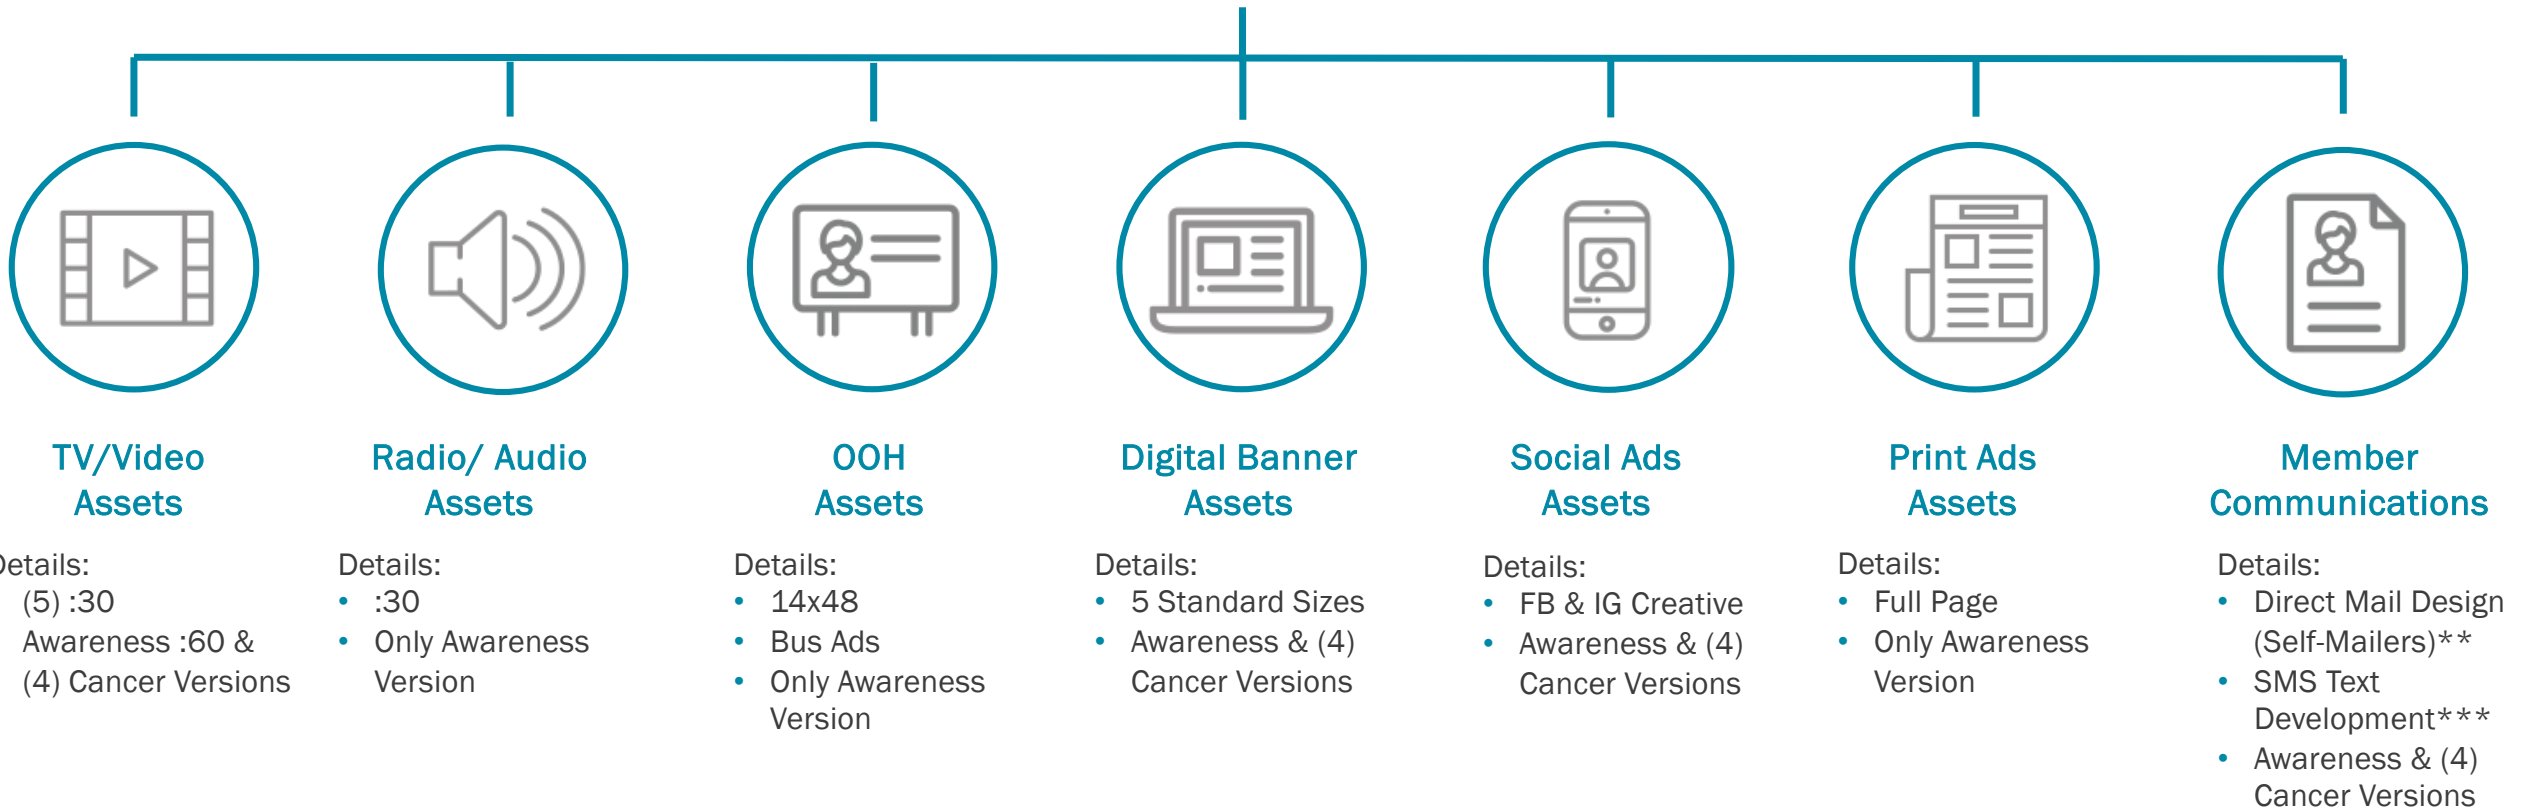 TV/Video
Assets
Details:
(5) :30
Awareness :60 &
(4) Cancer Versions
Radio/ Audio
Assets
Details:
• :30
• Only Awareness
Version
OOH
Assets
Details:
• 14x48
• Bus Ads
• Only Awareness
Version
Digital Banner
Assets
Details:
• 5 Standard Sizes
• Awareness & (4)
Cancer Versions
Social Ads
Assets
Details:
• FB & IG Creative
• Awareness & (4)
Cancer Versions
Print Ads
Assets
Details:
• Full Page
• Only Awareness
Version
Member
Communications
Details:
• Direct Mail Design
(Self-Mailers)**
• SMS Text
Development***
• Awareness & (4)
Cancer Versions